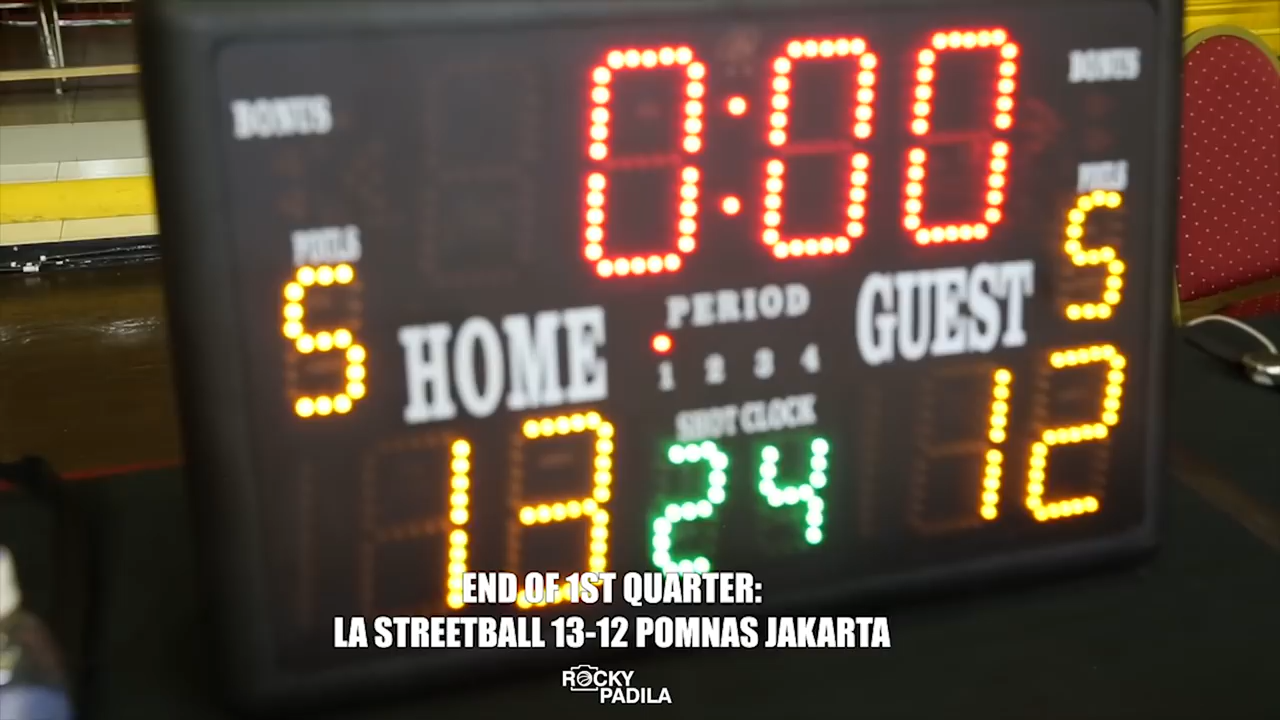 BONUS
0:00
BONUS
FOULS
5
FOULS
5
HOME
PERIOD
GUEST
1 2 3 4
13
SHOT CLOCK
24
12
END OF 1ST QUARTER:
LA STREETBALL 13-12 POMNAS JAKARTA
ROCKY
PADILA